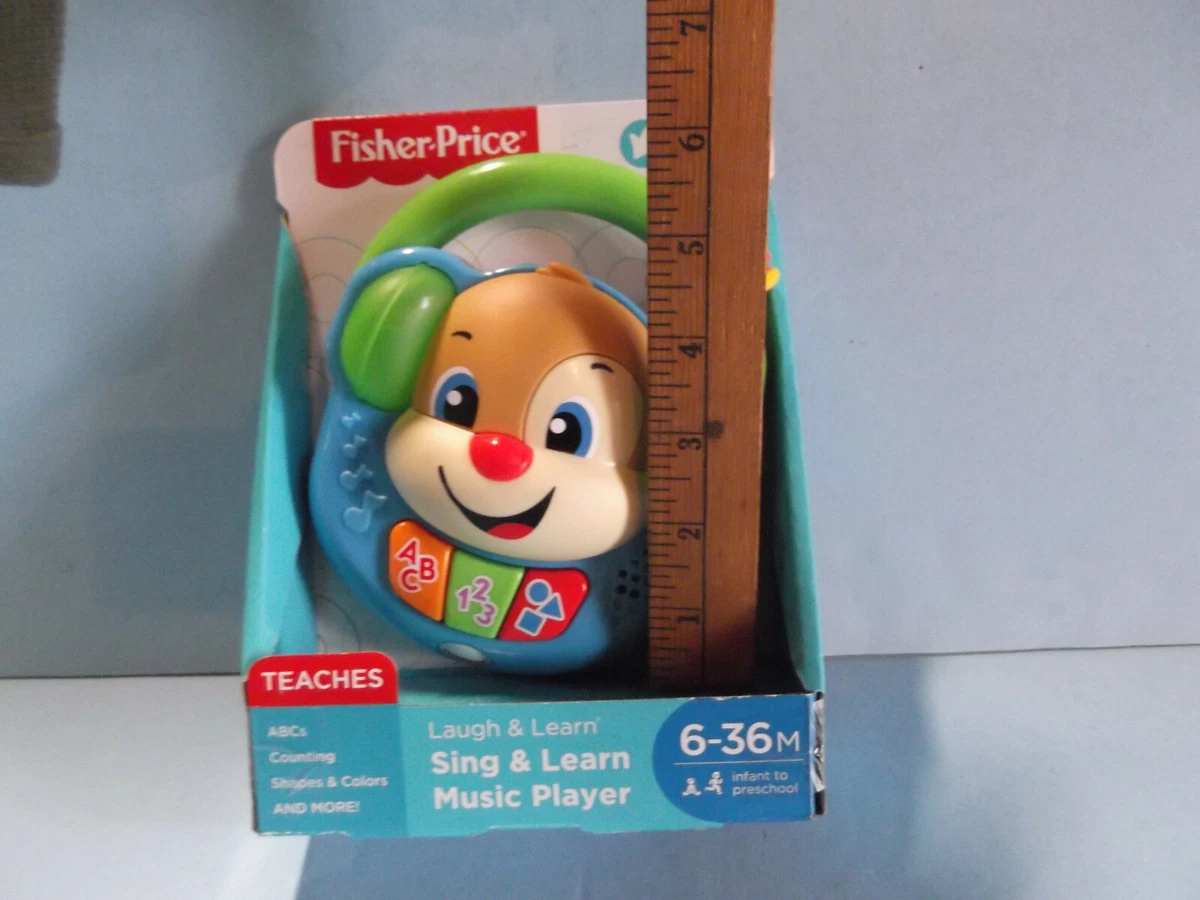 Fisher-Price®
7
6
5
4
3
2
1
ABC
123
TEACHES
ABCs
Counting
Shapes & Colors
AND MORE!
Laugh & Learn®
Sing & Learn
Music Player
6-36M
infant to
preschool